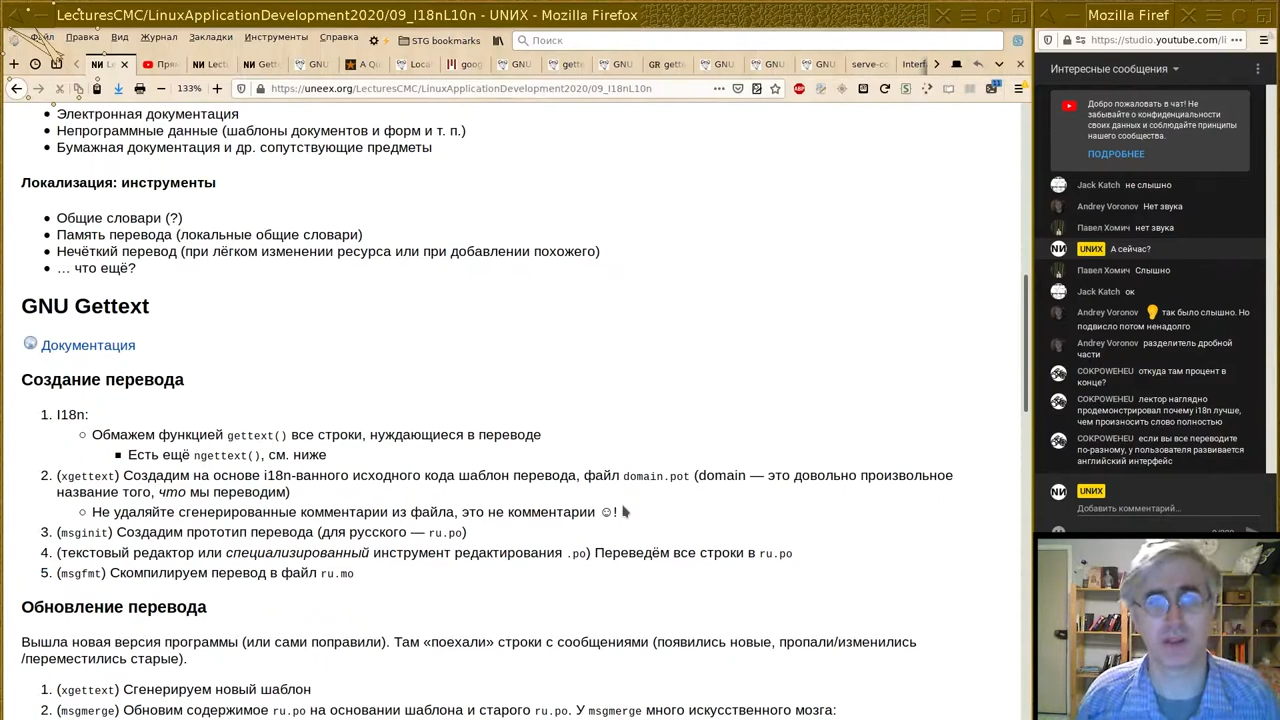 LecturesCMC/LinuxApplicationDevelopment2020/09_I18nL10n - UNИX - Mozilla Firefox
Файл Правка Вид Журнал Закладки Инструменты Справка
STG bookmarks
Поиск
133%
https://uneex.org/LecturesCMC/LinuxApplicationDevelopment2020/09_I18nL10n
Электронная документация
Непрограммные данные (шаблоны документов и форм и т. п.)
Бумажная документация и др. сопутствующие предметы
Локализация: инструменты
Общие словари (?)
Память перевода (локальные общие словари)
Нечёткий перевод (при лёгком изменении ресурса или при добавлении похожего)
… что ещё?
GNU Gettext
Документация
Создание перевода
1. I18n:
Обмажем функцией gettext() все строки, нуждающиеся в переводе
Есть ещё ngettext(), см. ниже
2. (xgettext) Создадим на основе i18n-ванного исходного кода шаблон перевода, файл domain.pot (domain — это довольно произвольное
название того, что мы переводим)
Не удаляйте сгенерированные комментарии из файла, это не комментарии ☺!
3. (msginit) Создадим прототип перевода (для русского — ru.po)
4. (текстовый редактор или специализированный инструмент редактирования .po) Переведём все строки в ru.po
5. (msgfmt) Скомпилируем перевод в файл ru.mo
Обновление перевода
Вышла новая версия программы (или сами поправили). Там «поехали» строки с сообщениями (появились новые, пропали/изменились
/переместились старые).
1. (xgettext) Сгенерируем новый шаблон
2. (msgmerge) Обновим содержимое ru.po на основании шаблона и старого ru.po. У msgmerge много искусственного мозга:
Mozilla Firef
https://studio.youtube.com/li
Интересные сообщения
Добро пожаловать в чат! Не
забывайте о конфиденциальности
своих данных и соблюдайте принципы
нашего сообщества.
ПОДРОБНЕЕ
Jack Katch не слышно
Andrey Voronov Нет звука
Павел Хомич нет звука
UNИX А сейчас?
Павел Хомич Слышно
Jack Katch ок
Andrey Voronov так было слышно. Но
подвисло потом ненадолго
Andrey Voronov разделитель дробной
части
COKPOWEHEU откуда там процент в
конце?
COKPOWEHEU лектор наглядно
продемонстрировал почему i18n лучше,
чем произносить слово полностью
COKPOWEHEU если вы все переводите
по-разному, у пользователя развивается
английский интерфейс
UNИX
Добавить комментарий...